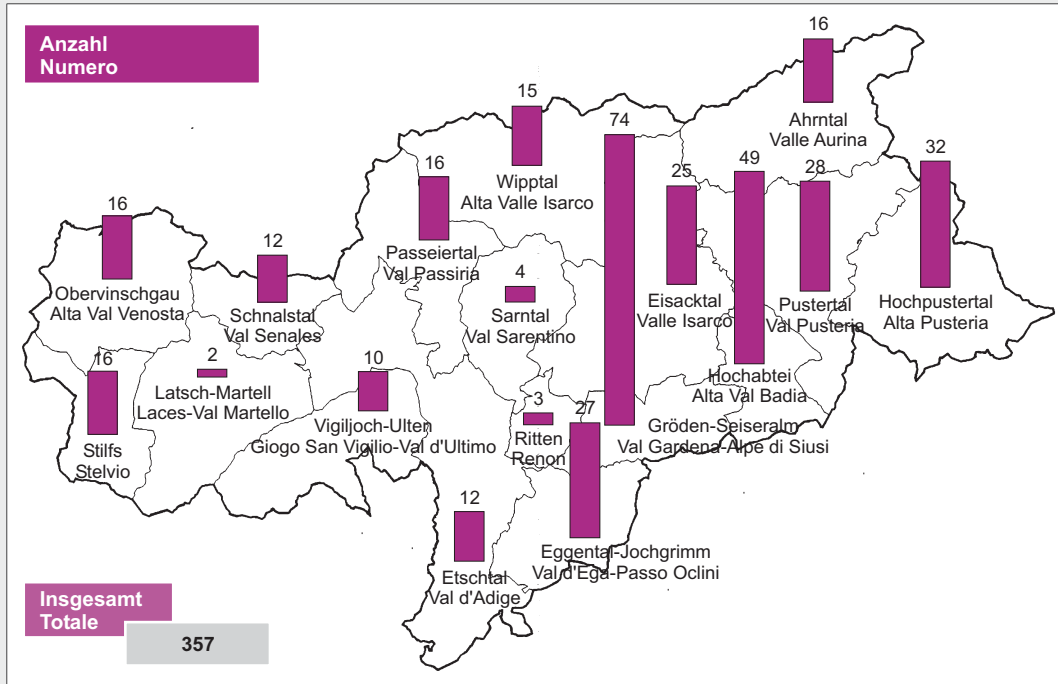 Anzahl
Numero
16
Ahrntal
Valle Aurina
15
Wipptal
Alta Valle Isarco
74
Gröden-Seiseralm
Val Gardena-Alpe di Siusi
16
Passeiertal
Val Passiria
25
Eisacktal
Valle Isarco
49
Hochabtei
Alta Val Badia
28
Pustertal
Val Pusteria
32
Hochpustertal
Alta Pusteria
16
Obervinschgau
Alta Val Venosta
12
Schnalstal
Val Senales
4
Sarntal
Val Sarentino
16
Stilfs
Stelvio
2
Latsch-Martell
Laces-Val Martello
10
Vigiljoch-Ulten
Giogo San Vigilio-Val d'Ultimo
3
Ritten
Renon
27
Eggental-Jochgrimm
Val d'Ega-Passo Oclini
12
Etschtal
Val d'Adige
Insgesamt
Totale
357